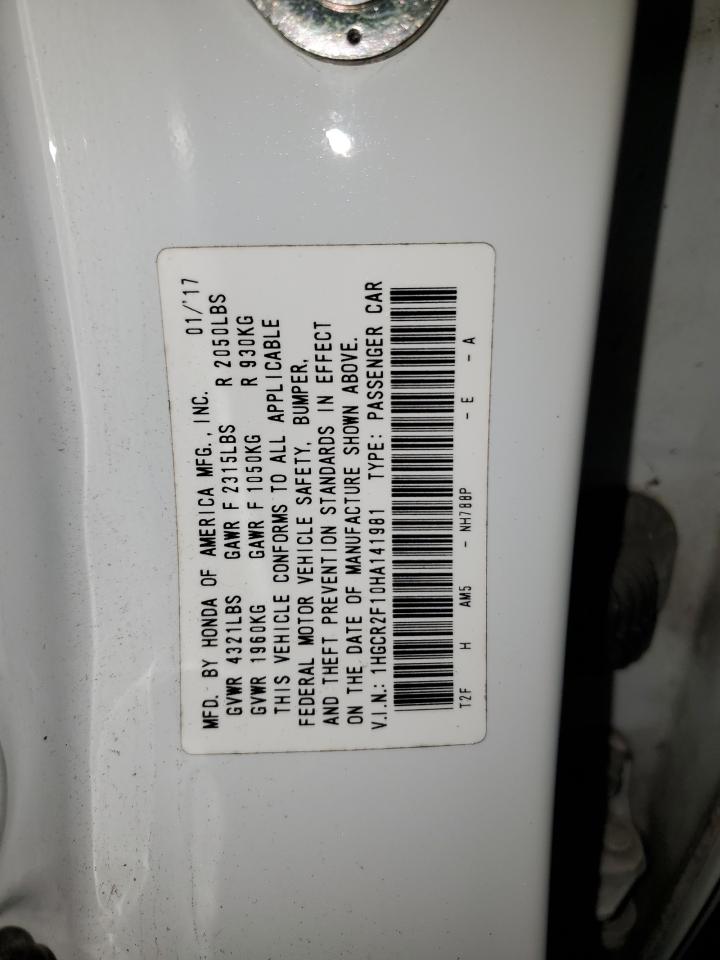 MFD. BY HONDA OF AMERICA MFG., INC. 01/'17
GVWR 4321LBS GAWR F 2315LBS R 2050LBS
GVWR 1960KG GAWR F 1050KG R 930KG
THIS VEHICLE CONFORMS TO ALL APPLICABLE
FEDERAL MOTOR VEHICLE SAFETY, BUMPER,
AND THEFT PREVENTION STANDARDS IN EFFECT
ON THE DATE OF MANUFACTURE SHOWN ABOVE.
V.I.N.: 1HGCR2F10HA141981 TYPE: PASSENGER CAR
T2F H AM5 - NH788P - E - A